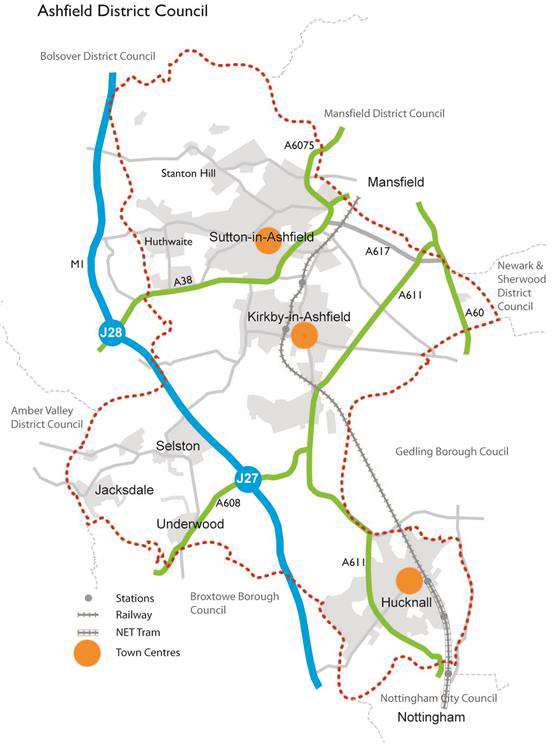 Ashfield District Council
Bolsover District Council
Mansfield District Council
A6075
Stanton Hill
Mansfield
Huthwaite
Sutton-in-Ashfield
A617
M1
A38
Newark &
Sherwood
District
Council
A611
A60
Kirkby-in-Ashfield
J28
Amber Valley
District Council
Selston
Gedling Borough Coucil
Jacksdale
J27
A608
Underwood
A611
Broxtowe Borough
Council
Hucknall
Stations
Railway
NET Tram
Town Centres
Nottingham City Council
Nottingham